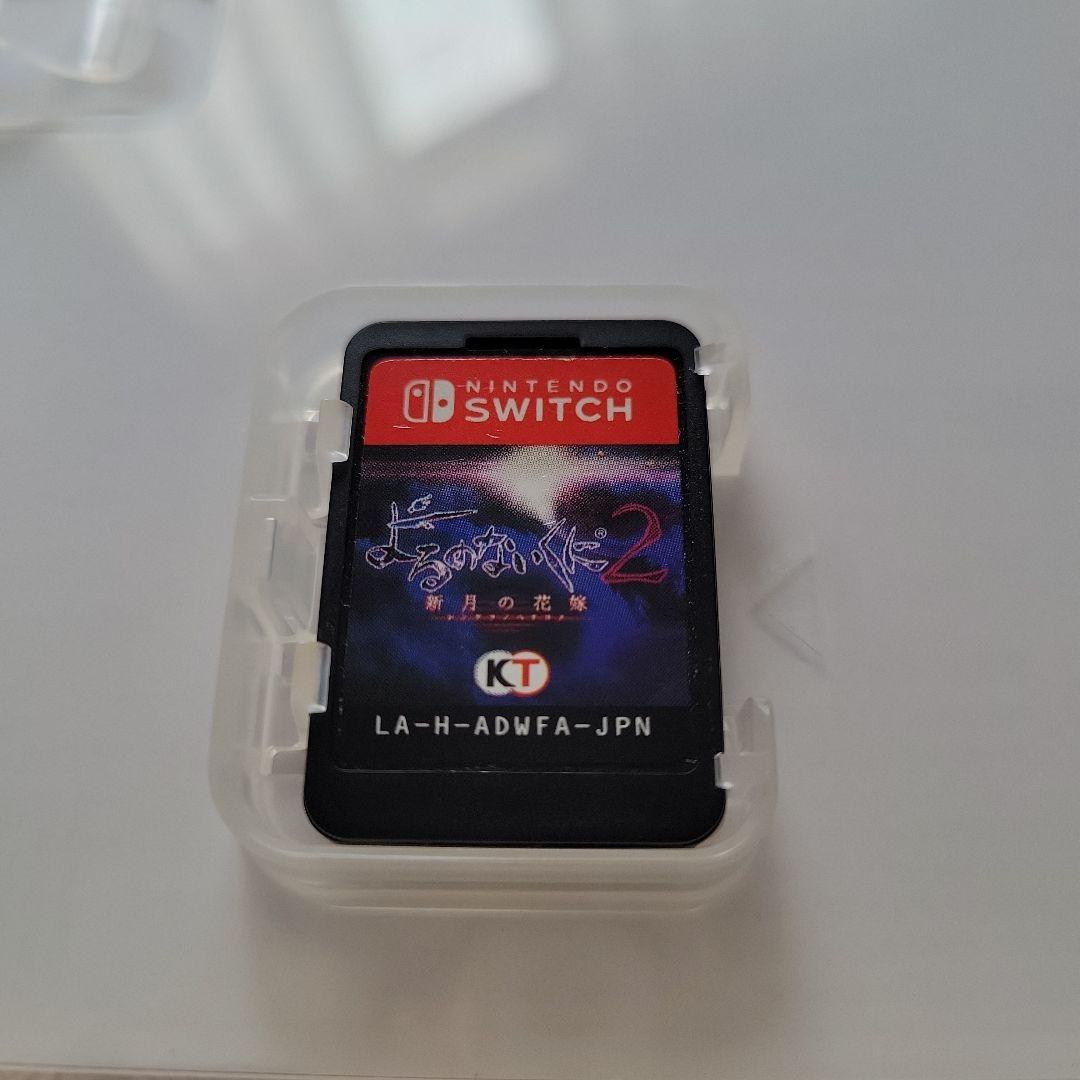 NINTENDO
SWITCH
よるのないくに®2
新月の花嫁
KT
LA-H-ADWFA-JPN